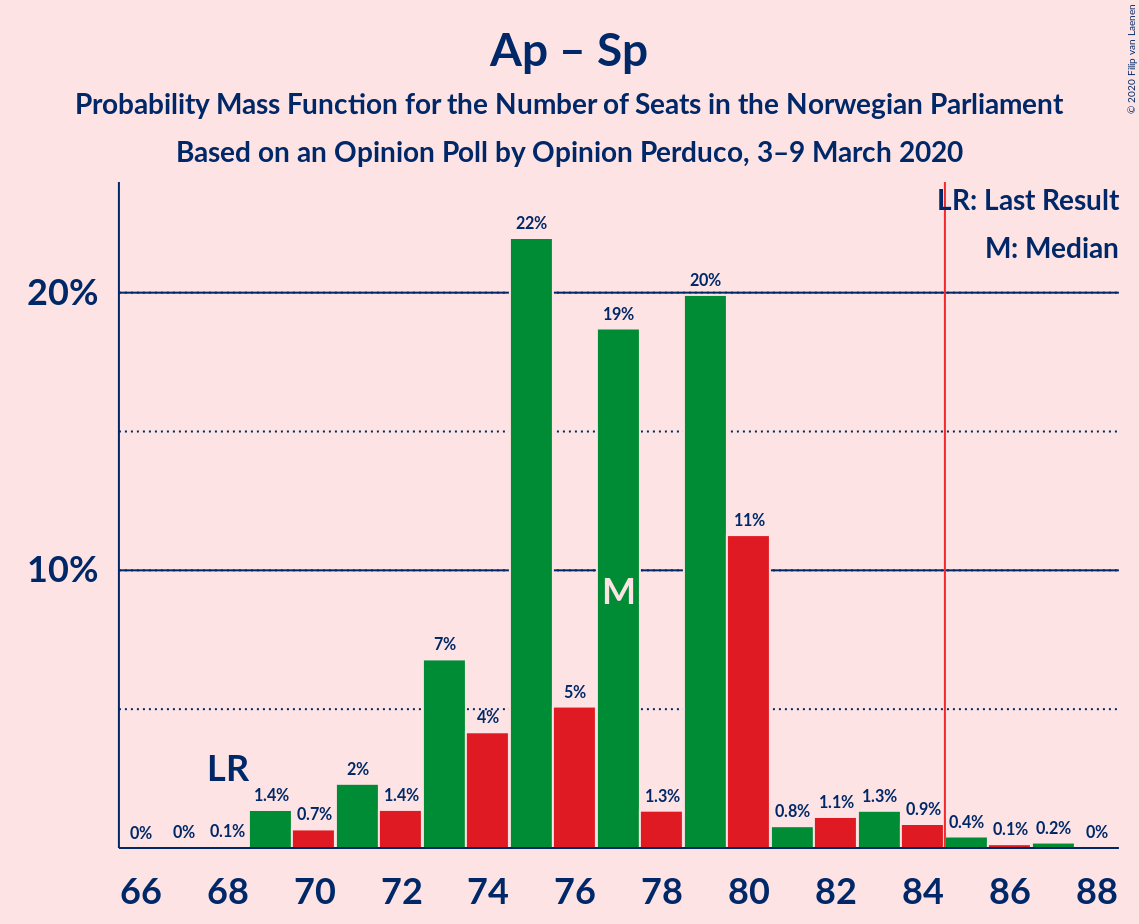 Ap – Sp
Probability Mass Function for the Number of Seats in the Norwegian Parliament
Based on an Opinion Poll by Opinion Perduco, 3–9 March 2020
© 2020 Filip van Laenen
LR: Last Result
M: Median
20%
10%
0%
0%
0.1%
1.4%
0.7%
2%
1.4%
7%
4%
22%
5%
19%
1.3%
20%
11%
0.8%
1.1%
1.3%
0.9%
0.4%
0.1%
0.2%
0%
LR
M
66 68 70 72 74 76 78 80 82 84 86 88